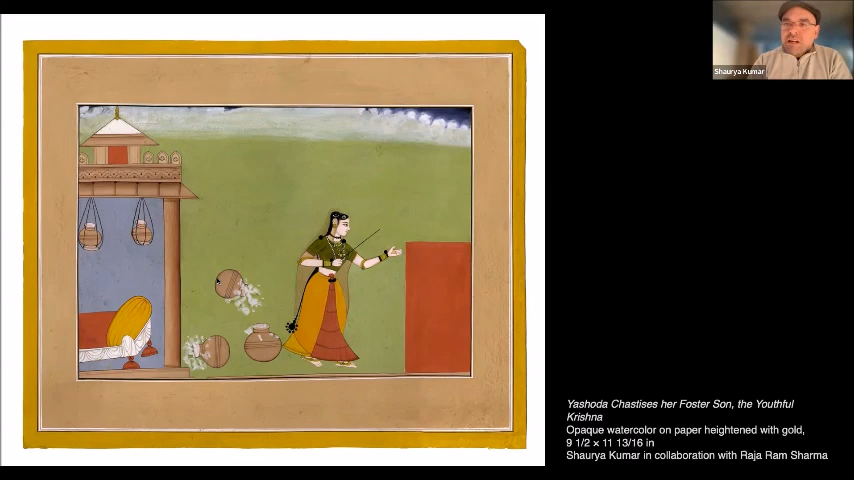 Shaurya Kumar
Yashoda Chastises her Foster Son, the Youthful
Krishna
Opaque watercolor on paper heightened with gold,
9 1/2 × 11 13/16 in
Shaurya Kumar in collaboration with Raja Ram Sharma